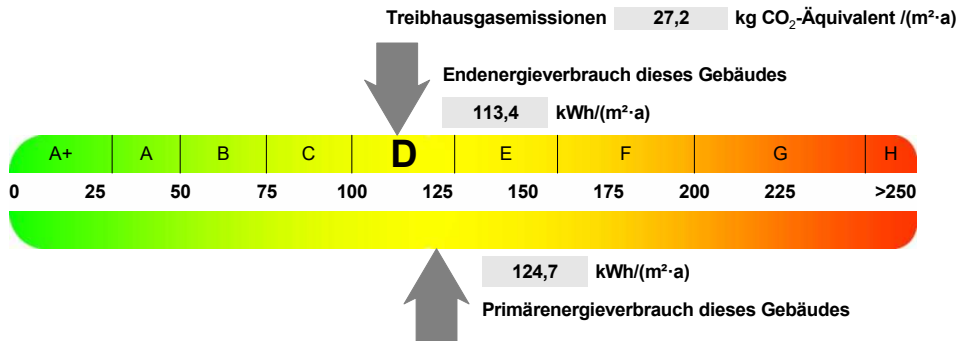 Treibhausgasemissionen 27,2 kg CO₂-Äquivalent /(m²·a)
Endenergieverbrauch dieses Gebäudes
113,4 kWh/(m²·a)
A+ A B C D E F G H
0 25 50 75 100 125 150 175 200 225 >250
124,7 kWh/(m²·a)
Primärenergieverbrauch dieses Gebäudes